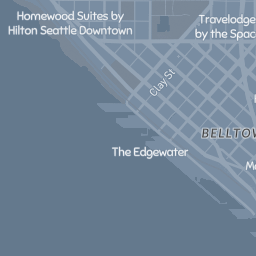 Homewood Suites by
Hilton Seattle Downtown
Travelodge
by the Spac
Clay St
BELLTOW
The Edgewater